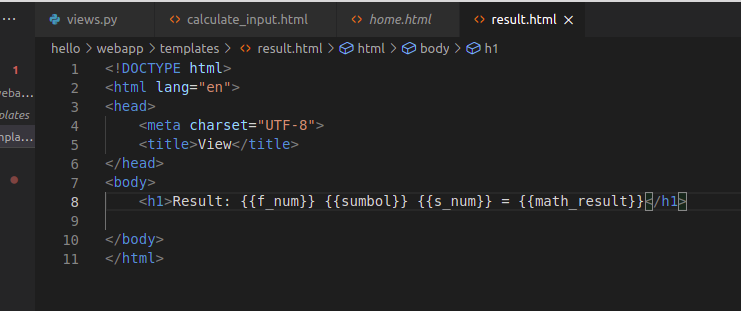 ··· views.py calculate_input.html home.html result.html ×
hello > webapp > templates > result.html > html > body > h1
1 1 <!DOCTYPE html>
2 <html lang="en">
eba... 3 <head>
plates 4 <meta charset="UTF-8">
npla... 5 <title>View</title>
6 </head>
7 <body>
8 <h1>Result: {{f_num}} {{sumbol}} {{s_num}} = {{math_result}}</h1>
9
10 </body>
11 </html>